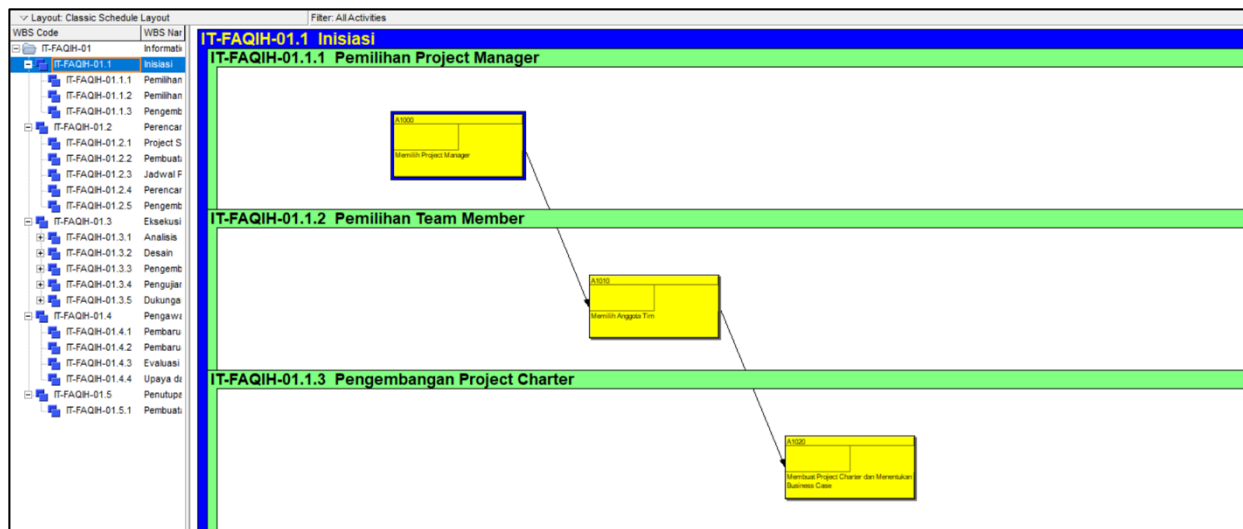 Layout: Classic Schedule Layout
Filter: All Activities
WBS Code WBS Nar
IT-FAQIH-01 Informati
IT-FAQIH-01.1 Inisiasi
IT-FAQIH-01.1.1 Pemilihan
IT-FAQIH-01.1.2 Pemilihan
IT-FAQIH-01.1.3 Pengemb
IT-FAQIH-01.2 Perencar
IT-FAQIH-01.2.1 Project S
IT-FAQIH-01.2.2 Pembuat
IT-FAQIH-01.2.3 Jadwal P
IT-FAQIH-01.2.4 Perencar
IT-FAQIH-01.2.5 Pengemb
IT-FAQIH-01.3 Eksekusi
IT-FAQIH-01.3.1 Analisis
IT-FAQIH-01.3.2 Desain
IT-FAQIH-01.3.3 Pengemb
IT-FAQIH-01.3.4 Pengujiar
IT-FAQIH-01.3.5 Dukunga
IT-FAQIH-01.4 Pengawa
IT-FAQIH-01.4.1 Pembaru
IT-FAQIH-01.4.2 Pembaru
IT-FAQIH-01.4.3 Evaluasi
IT-FAQIH-01.4.4 Upaya da
IT-FAQIH-01.5 Penutupa
IT-FAQIH-01.5.1 Pembuat
IT-FAQIH-01.1 Inisiasi
IT-FAQIH-01.1.1 Pemilihan Project Manager
A1000
Memilih Project Manager
IT-FAQIH-01.1.2 Pemilihan Team Member
A1010
Memilih Anggota Tim
IT-FAQIH-01.1.3 Pengembangan Project Charter
A1020
Membuat Project Charter dan Menentukan
Business Case